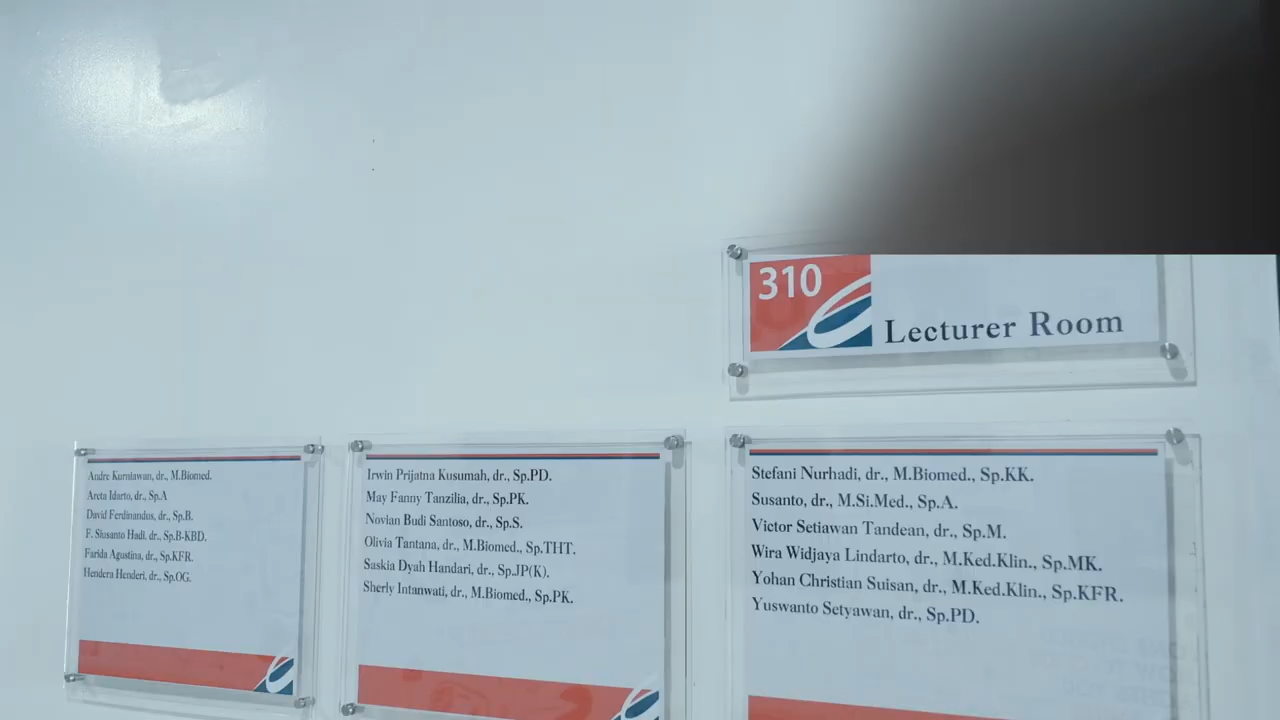 310
Lecturer Room
Andre Kurniawan, dr., M.Biomed.
Areta Idarto, dr., Sp.A
David Ferdinandus, dr., Sp.B.
F. Siusanto Hadi. dr., Sp.B-KBD.
Farida Agustina, dr., Sp.KFR.
Hendera Henderi, dr., Sp.OG.
Irwin Prijatna Kusumah, dr., Sp.PD.
May Fanny Tanzilia, dr., Sp.PK.
Novian Budi Santoso, dr., Sp.S.
Olivia Tantana, dr., M.Biomed., Sp.THT.
Saskia Dyah Handari, dr., Sp.JP(K).
Sherly Intanwati, dr., M.Biomed., Sp.PK.
Stefani Nurhadi, dr., M.Biomed., Sp.KK.
Susanto, dr., M.Si.Med., Sp.A.
Victor Setiawan Tandean, dr., Sp.M.
Wira Widjaya Lindarto, dr., M.Ked.Klin., Sp.MK.
Yohan Christian Suisan, dr., M.Ked.Klin., Sp.KFR.
Yuswanto Setyawan, dr., Sp.PD.